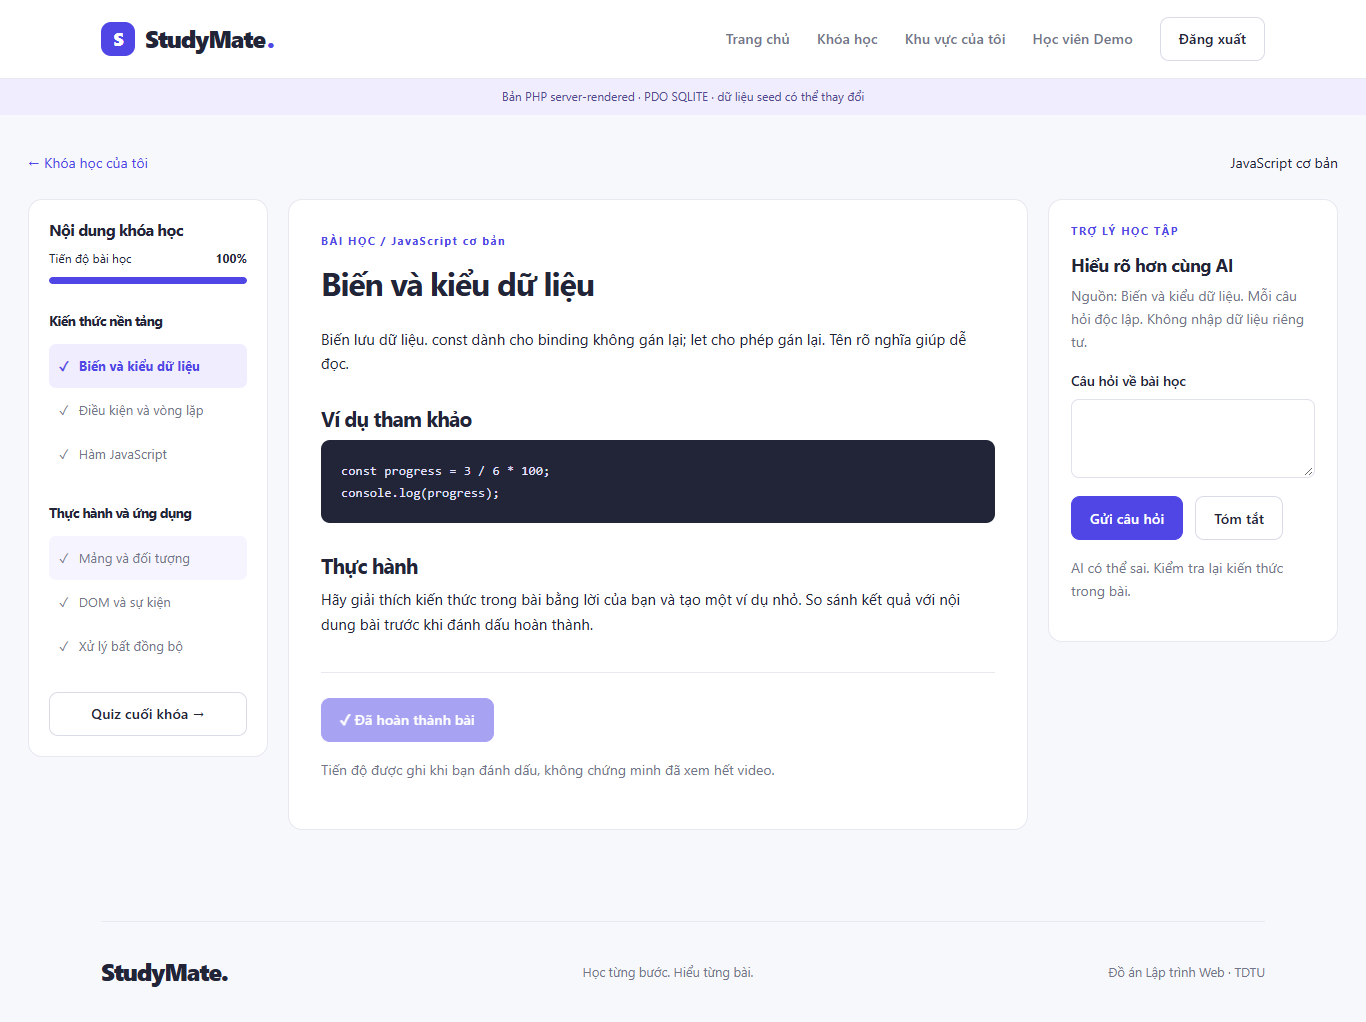 S StudyMate.
Trang chủ Khóa học Khu vực của tôi Học viên Demo Đăng xuất
Bản PHP server-rendered · PDO SQLITE · dữ liệu seed có thể thay đổi
← Khóa học của tôi
JavaScript cơ bản
Nội dung khóa học
Tiến độ bài học 100%
Kiến thức nền tảng
✓ Biến và kiểu dữ liệu
✓ Điều kiện và vòng lặp
✓ Hàm JavaScript
Thực hành và ứng dụng
✓ Mảng và đối tượng
✓ DOM và sự kiện
✓ Xử lý bất đồng bộ
Quiz cuối khóa →
BÀI HỌC / JavaScript cơ bản
Biến và kiểu dữ liệu
Biến lưu dữ liệu. const dành cho binding không gán lại; let cho phép gán lại. Tên rõ nghĩa giúp dễ
đọc.
Ví dụ tham khảo
const progress = 3 / 6 * 100;
console.log(progress);
Thực hành
Hãy giải thích kiến thức trong bài bằng lời của bạn và tạo một ví dụ nhỏ. So sánh kết quả với nội
dung bài trước khi đánh dấu hoàn thành.
✓ Đã hoàn thành bài
Tiến độ được ghi khi bạn đánh dấu, không chứng minh đã xem hết video.
TRỢ LÝ HỌC TẬP
Hiểu rõ hơn cùng AI
Nguồn: Biến và kiểu dữ liệu. Mỗi câu
hỏi độc lập. Không nhập dữ liệu riêng
tư.
Câu hỏi về bài học
Gửi câu hỏi Tóm tắt
AI có thể sai. Kiểm tra lại kiến thức
trong bài.
StudyMate.
Học từng bước. Hiểu từng bài.
Đồ án Lập trình Web · TDTU